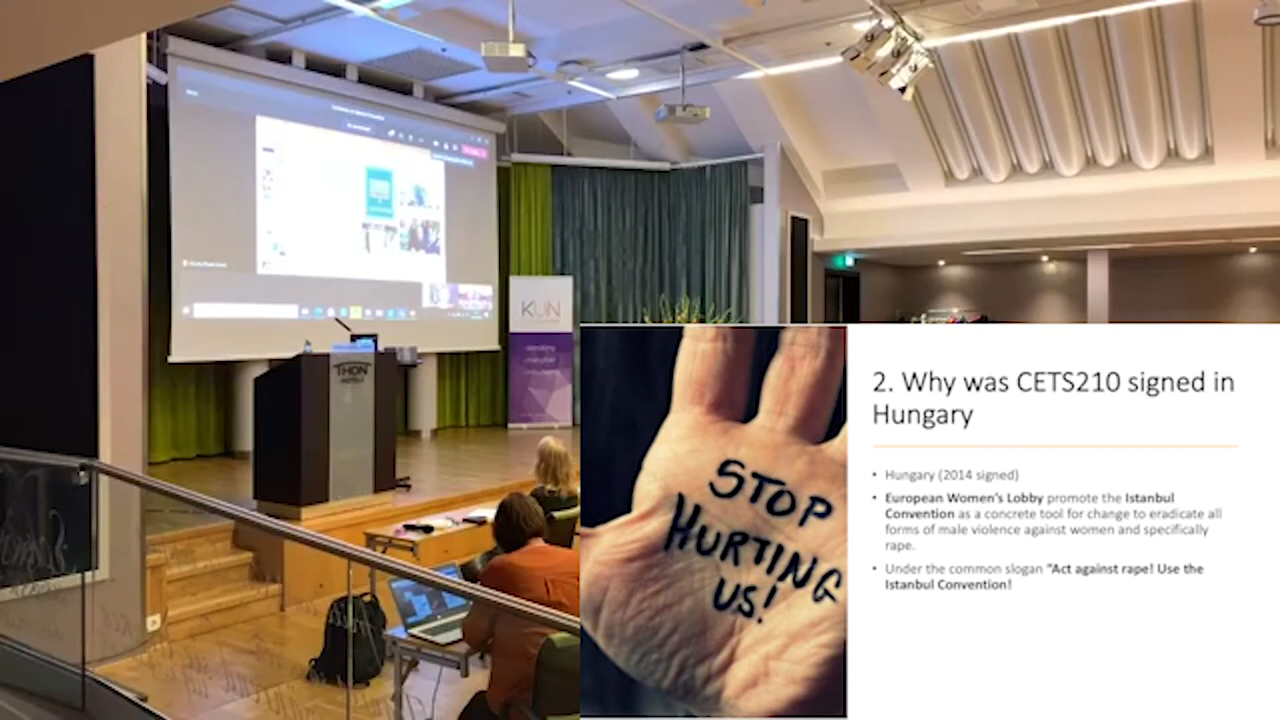 KUN
THON
HOTELS
STOP
HURTING
US!
2. Why was CETS210 signed in
Hungary
• Hungary (2014 signed)
• European Women's Lobby promote the Istanbul
Convention as a concrete tool for change to eradicate all
forms of male violence against women and specifically
rape.
• Under the common slogan "Act against rape! Use the
Istanbul Convention!